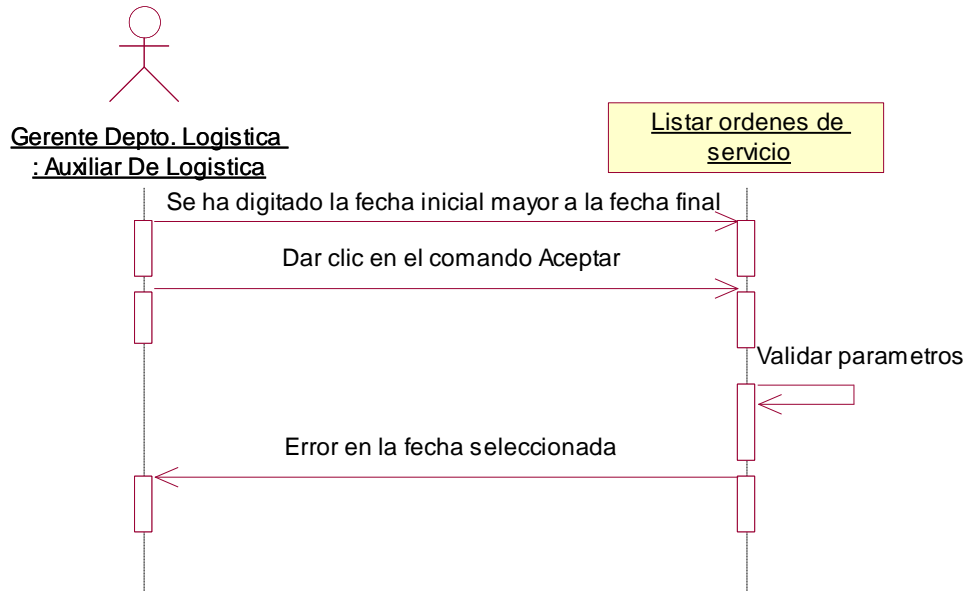 Gerente Depto. Logistica
: Auxiliar De Logistica
Listar ordenes de
servicio
Se ha digitado la fecha inicial mayor a la fecha final
Dar clic en el comando Aceptar
Validar parametros
Error en la fecha seleccionada